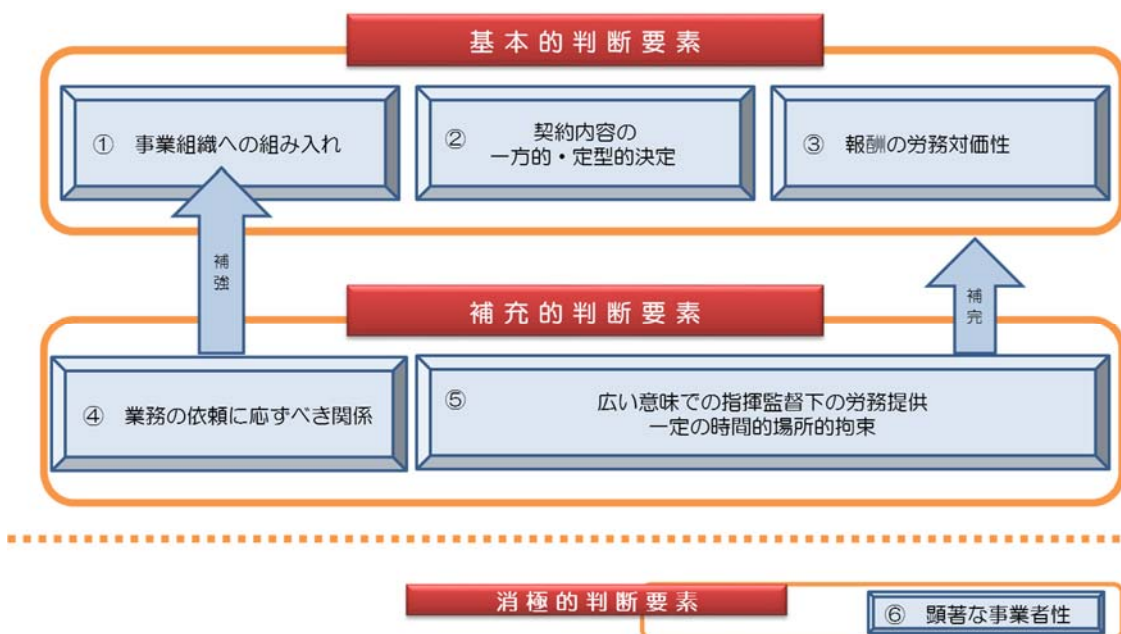 基本的判断要素
① 事業組織への組み入れ
② 契約内容の
一方的・定型的決定
③ 報酬の労務対価性
補
強
補充的判断要素
補
完
④ 業務の依頼に応ずべき関係
⑤ 広い意味での指揮監督下の労務提供
一定の時間的場所的拘束
消極的判断要素
⑥ 顕著な事業者性